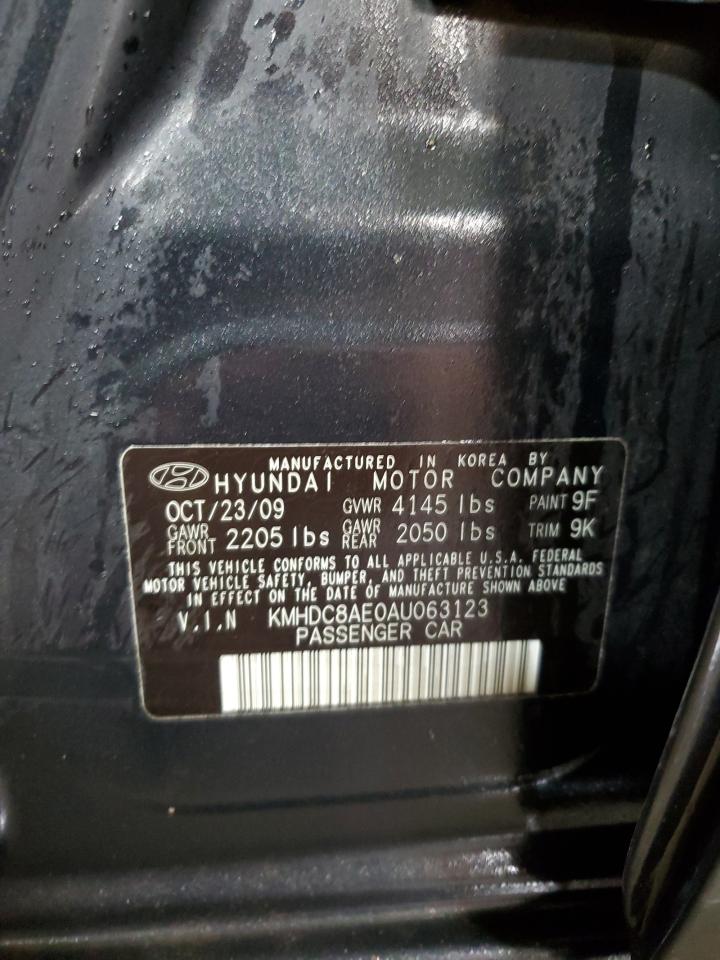 MANUFACTURED IN KOREA BY
HYUNDAI MOTOR COMPANY
OCT/23/09 GVWR 4145 lbs PAINT 9F
GAWR FRONT 2205 lbs GAWR REAR 2050 lbs TRIM 9K
THIS VEHICLE CONFORMS TO ALL APPLICABLE U.S.A. FEDERAL
MOTOR VEHICLE SAFETY, BUMPER, AND THEFT PREVENTION STANDARDS
IN EFFECT ON THE DATE OF MANUFACTURE SHOWN ABOVE
V.I.N KMHDC8AE0AU063123
PASSENGER CAR